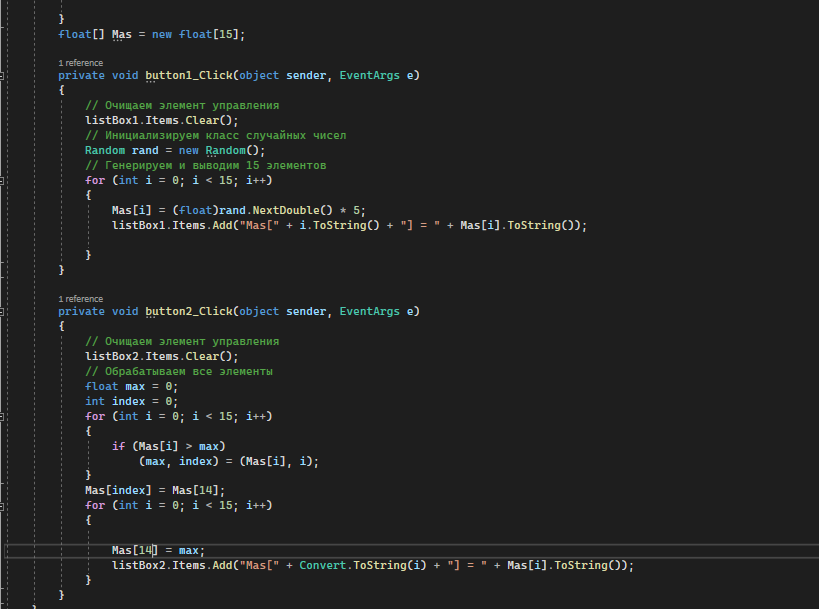 }
float[] Mas = new float[15];
1 reference
private void button1_Click(object sender, EventArgs e)
{
// Очищаем элемент управления
listBox1.Items.Clear();
// Инициализируем класс случайных чисел
Random rand = new Random();
// Генерируем и выводим 15 элементов
for (int i = 0; i < 15; i++)
{
Mas[i] = (float)rand.NextDouble() * 5;
listBox1.Items.Add("Mas[" + i.ToString() + "] = " + Mas[i].ToString());
}
}
1 reference
private void button2_Click(object sender, EventArgs e)
{
// Очищаем элемент управления
listBox2.Items.Clear();
// Обрабатываем все элементы
float max = 0;
int index = 0;
for (int i = 0; i < 15; i++)
{
if (Mas[i] > max)
(max, index) = (Mas[i], i);
}
Mas[index] = Mas[14];
for (int i = 0; i < 15; i++)
{
Mas[14] = max;
listBox2.Items.Add("Mas[" + Convert.ToString(i) + "] = " + Mas[i].ToString());
}
}